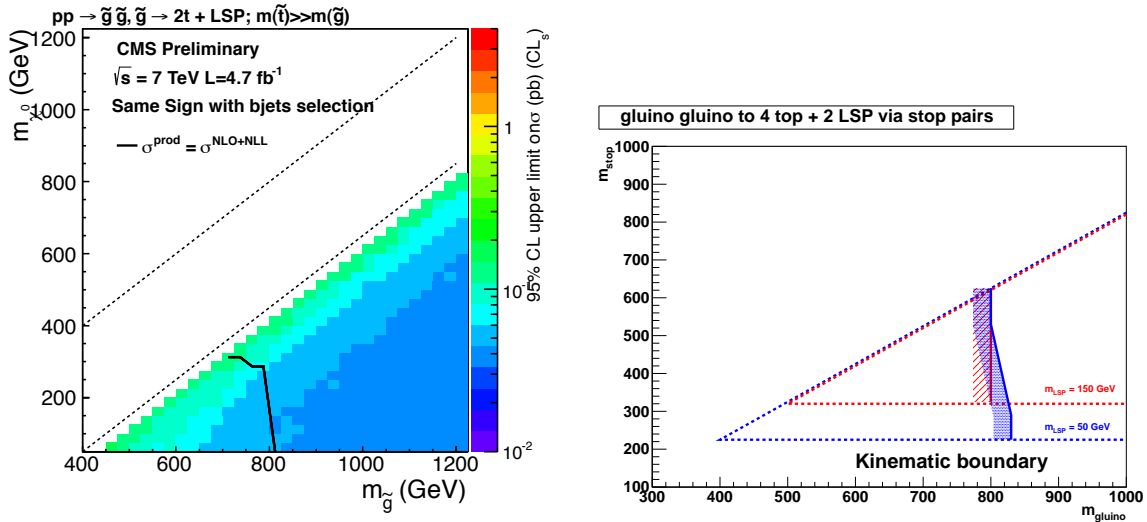 pp → g̃ g̃, g̃ → 2t + LSP; m(t̃)>>m(g̃)
CMS Preliminary
√s = 7 TeV L=4.7 fb⁻¹
Same Sign with bjets selection
σᵖʳᵒᵈ = σᴺᴸᴼ⁺ᴺᴸᴸ
m_χ̃⁰ (GeV)
1200
1000
800
600
400
200
400 600 800 1000 1200
m_g̃ (GeV)
1
10⁻¹
10⁻²
95% CL upper limit on σ (pb) (CLₛ)
gluino gluino to 4 top + 2 LSP via stop pairs
m_stop
1000
900
800
700
600
500
400
300
200
100
m_LSP = 150 GeV
m_LSP = 50 GeV
Kinematic boundary
300 400 500 600 700 800 900 1000
m_gluino